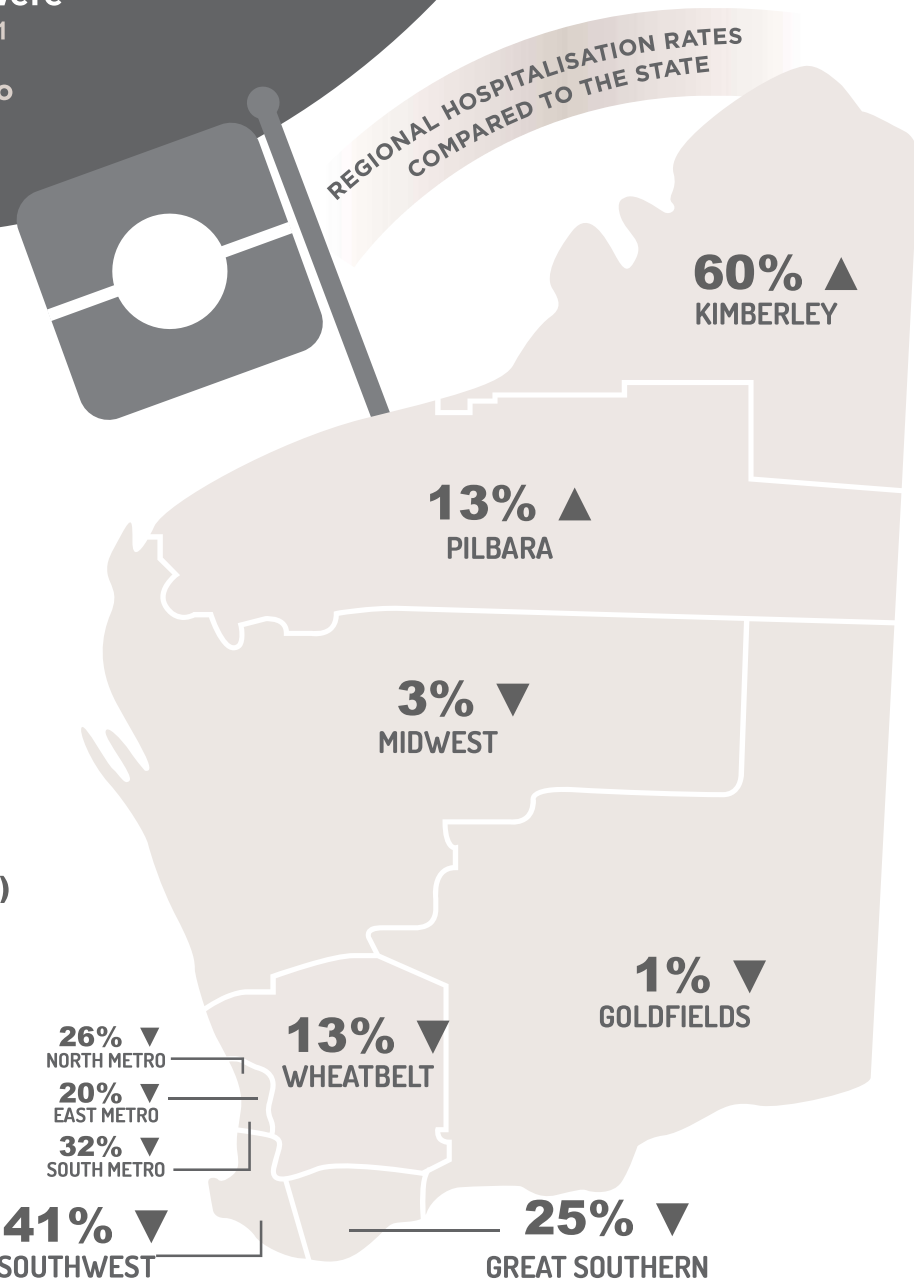 1
REGIONAL HOSPITALISATION RATES
COMPARED TO THE STATE
60% ▲
KIMBERLEY
13% ▲
PILBARA
3% ▼
MIDWEST
)
1% ▼
GOLDFIELDS
13% ▼
WHEATBELT
26% ▼
NORTH METRO
20% ▼
EAST METRO
32% ▼
SOUTH METRO
41% ▼
SOUTHWEST
25% ▼
GREAT SOUTHERN